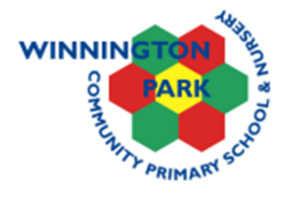 WINNINGTON
PARK
COMMUNITY PRIMARY SCHOOL & NURSERY